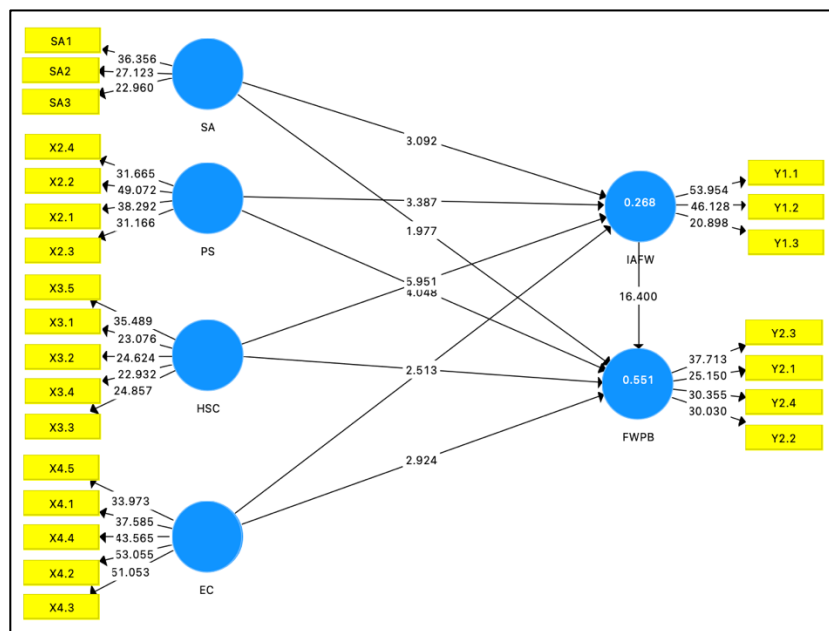 SA1
SA2
SA3
36.356
27.123
22.960
SA
X2.4
X2.2
X2.1
X2.3
31.665
49.072
38.292
31.166
PS
X3.5
X3.1
X3.2
X3.4
X3.3
35.489
23.076
24.624
22.932
24.857
HSC
X4.5
X4.1
X4.4
X4.2
X4.3
33.973
37.585
43.565
53.055
51.053
EC
3.092
3.387
1.977
5.951
4.048
2.513
2.924
0.268
IAFW
16.400
0.551
FWPB
53.954
46.128
20.898
Y1.1
Y1.2
Y1.3
37.713
25.150
30.355
30.030
Y2.3
Y2.1
Y2.4
Y2.2